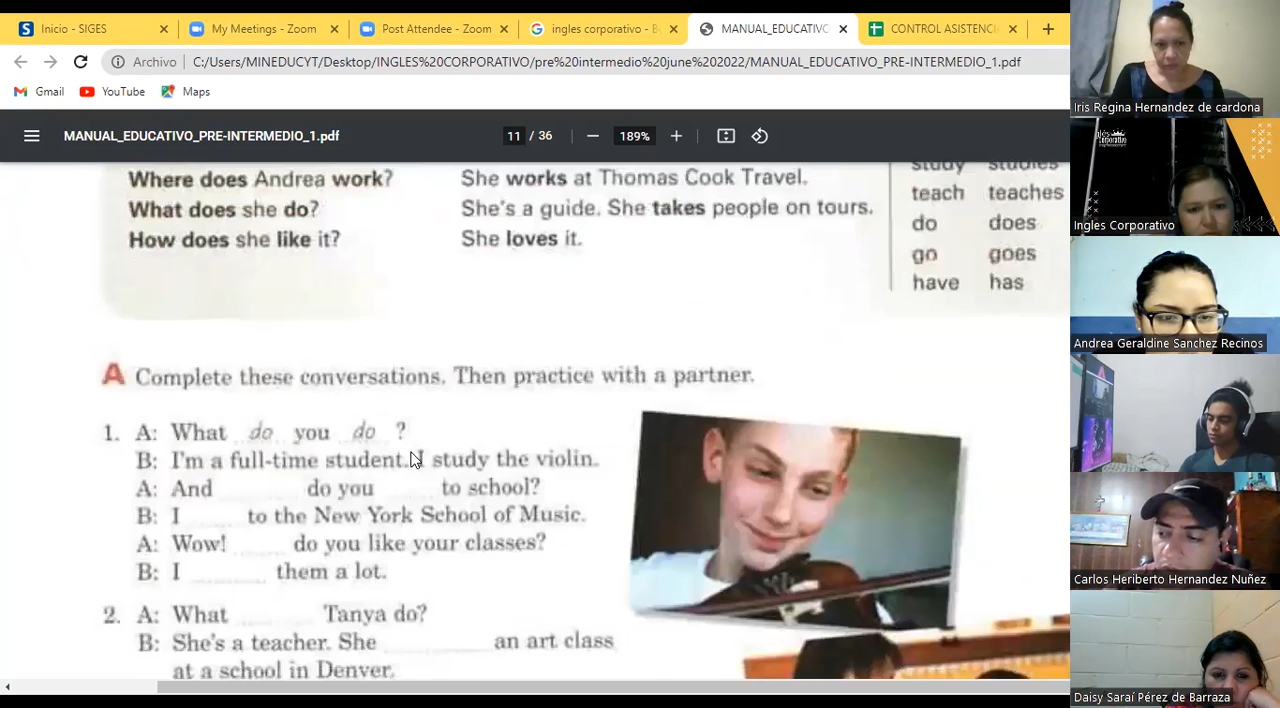 Inicio - SIGES
My Meetings - Zoom
Post Attendee - Zoom
ingles corporativo - B
MANUAL_EDUCATIVO
CONTROL ASISTENCI
Archivo
C:/Users/MINEDUCYT/Desktop/INGLES%20CORPORATIVO/pre%20intermedio%20june%202022/MANUAL_EDUCATIVO_PRE-INTERMEDIO_1.pdf
Gmail YouTube Maps
MANUAL_EDUCATIVO_PRE-INTERMEDIO_1.pdf
11 / 36
189%
Where does Andrea work? She works at Thomas Cook Travel.
What does she do? She's a guide. She takes people on tours.
How does she like it? She loves it.
study studies
teach teaches
do does
go goes
have has
A Complete these conversations. Then practice with a partner.
1. A: What do you do ?
B: I'm a full-time student. I study the violin.
A: And ........ do you ........ to school?
B: I ........ to the New York School of Music.
A: Wow! ........ do you like your classes?
B: I ........ them a lot.
2. A: What ........ Tanya do?
B: She's a teacher. She ........ an art class
at a school in Denver.
Iris Regina Hernandez de cardona
Ingles Corporativo
Andrea Geraldine Sanchez Recinos
Carlos Heriberto Hernandez Nuñez
Daisy Saraí Pérez de Barraza